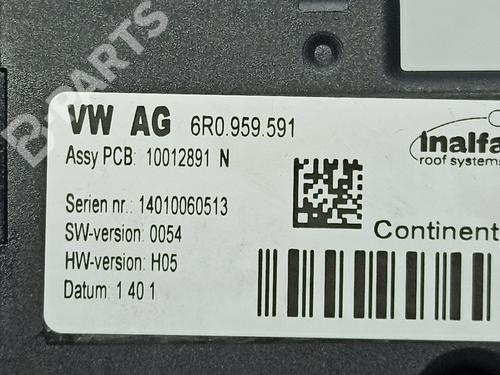 B-PARTS
VW AG 6R0.959.591
Assy PCB: 10012891 N
Inalfa
roof systems
Serien nr.: 14010060513
SW-version: 0054
Continent
HW-version: H05
Datum: 1 40 1